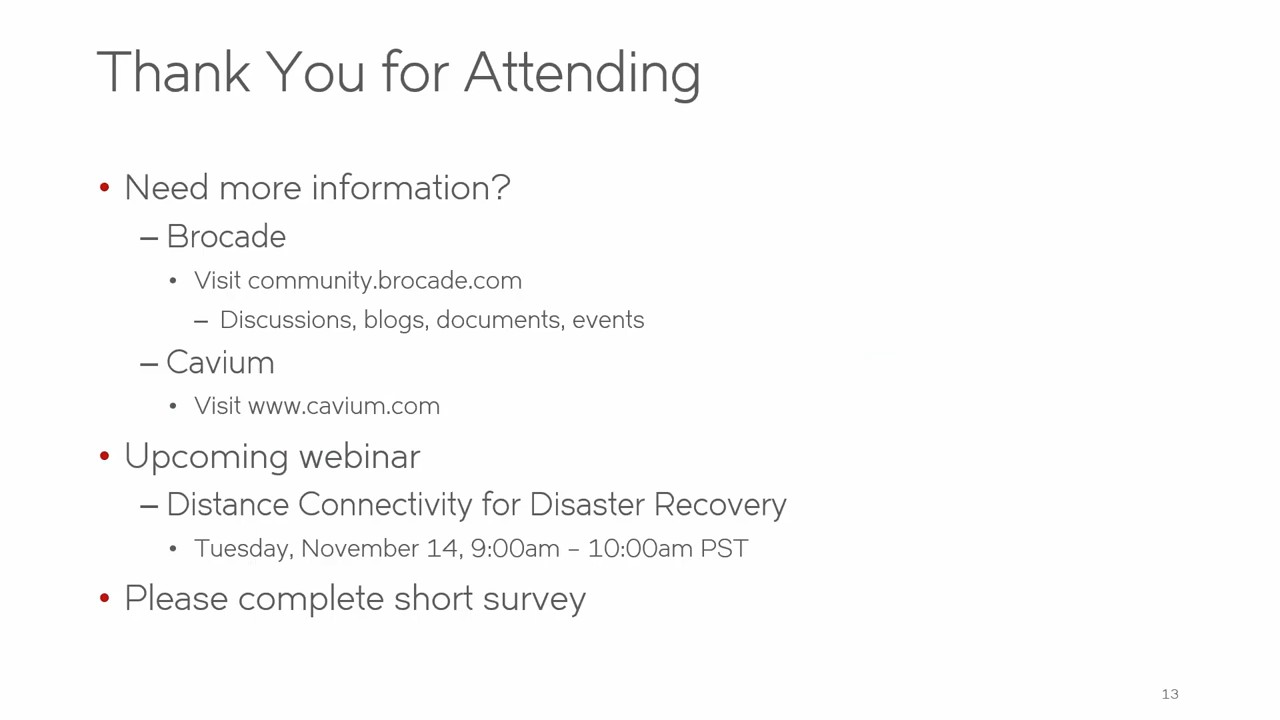 Thank You for Attending
• Need more information?
– Brocade
• Visit community.brocade.com
– Discussions, blogs, documents, events
– Cavium
• Visit www.cavium.com
• Upcoming webinar
– Distance Connectivity for Disaster Recovery
• Tuesday, November 14, 9:00am – 10:00am PST
• Please complete short survey
13